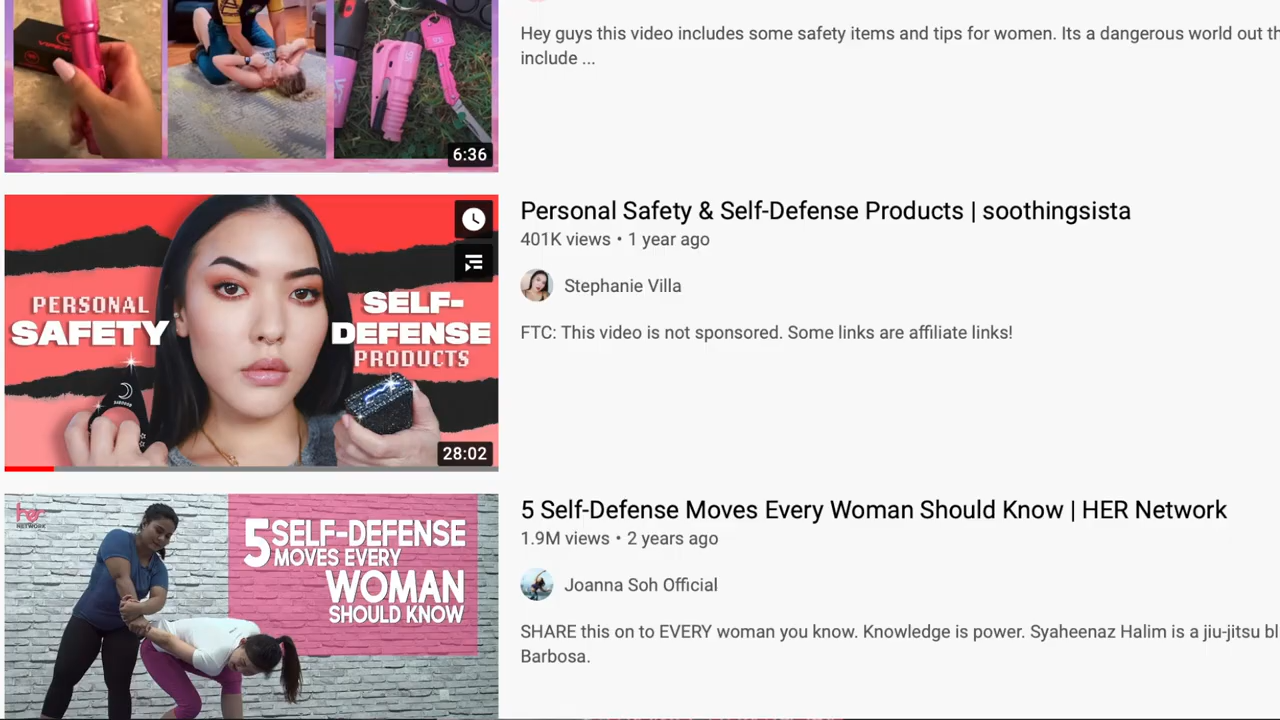 Hey guys this video includes some safety items and tips for women. Its a dangerous world out th
include ...
6:36
PERSONAL
SAFETY
SELF-
DEFENSE
PRODUCTS
28:02
Personal Safety & Self-Defense Products | soothingsista
401K views • 1 year ago
Stephanie Villa
FTC: This video is not sponsored. Some links are affiliate links!
her
NETWORK
5 SELF-DEFENSE
MOVES EVERY
WOMAN
SHOULD KNOW
5 Self-Defense Moves Every Woman Should Know | HER Network
1.9M views • 2 years ago
Joanna Soh Official
SHARE this on to EVERY woman you know. Knowledge is power. Syaheenaz Halim is a jiu-jitsu bl
Barbosa.